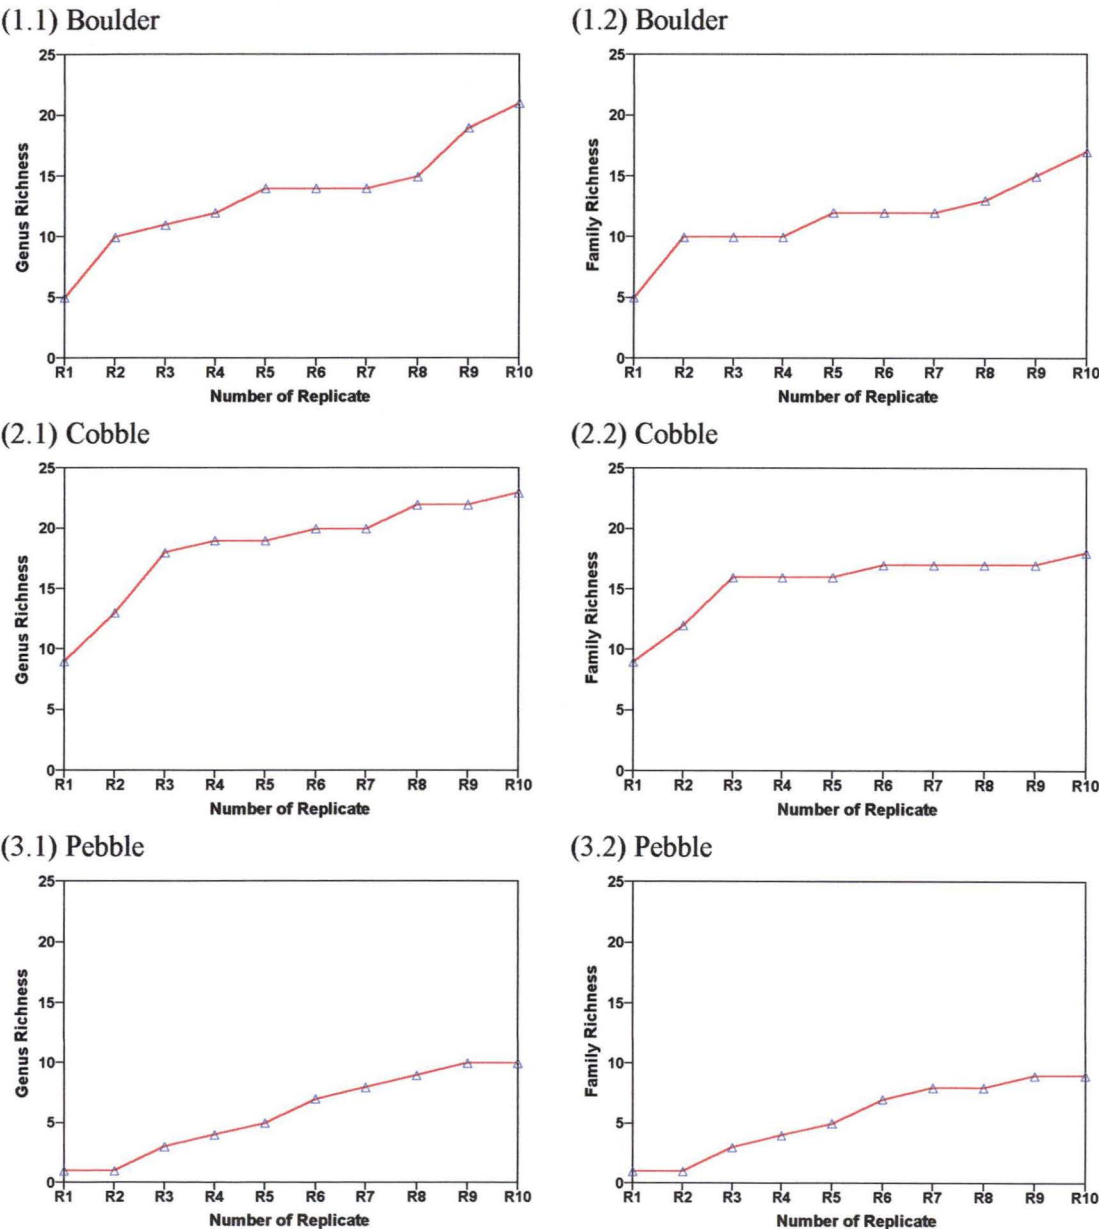 (1.1) Boulder
25
20
15
10
5
0
Genus Richness
R1 R2 R3 R4 R5 R6 R7 R8 R9 R10
Number of Replicate
(1.2) Boulder
25
20
15
10
5
0
Family Richness
R1 R2 R3 R4 R5 R6 R7 R8 R9 R10
Number of Replicate
(2.1) Cobble
25
20
15
10
5
0
Genus Richness
R1 R2 R3 R4 R5 R6 R7 R8 R9 R10
Number of Replicate
(2.2) Cobble
25
20
15
10
5
0
Family Richness
R1 R2 R3 R4 R5 R6 R7 R8 R9 R10
Number of Replicate
(3.1) Pebble
25
20
15
10
5
0
Genus Richness
R1 R2 R3 R4 R5 R6 R7 R8 R9 R10
Number of Replicate
(3.2) Pebble
25
20
15
10
5
0
Family Richness
R1 R2 R3 R4 R5 R6 R7 R8 R9 R10
Number of Replicate